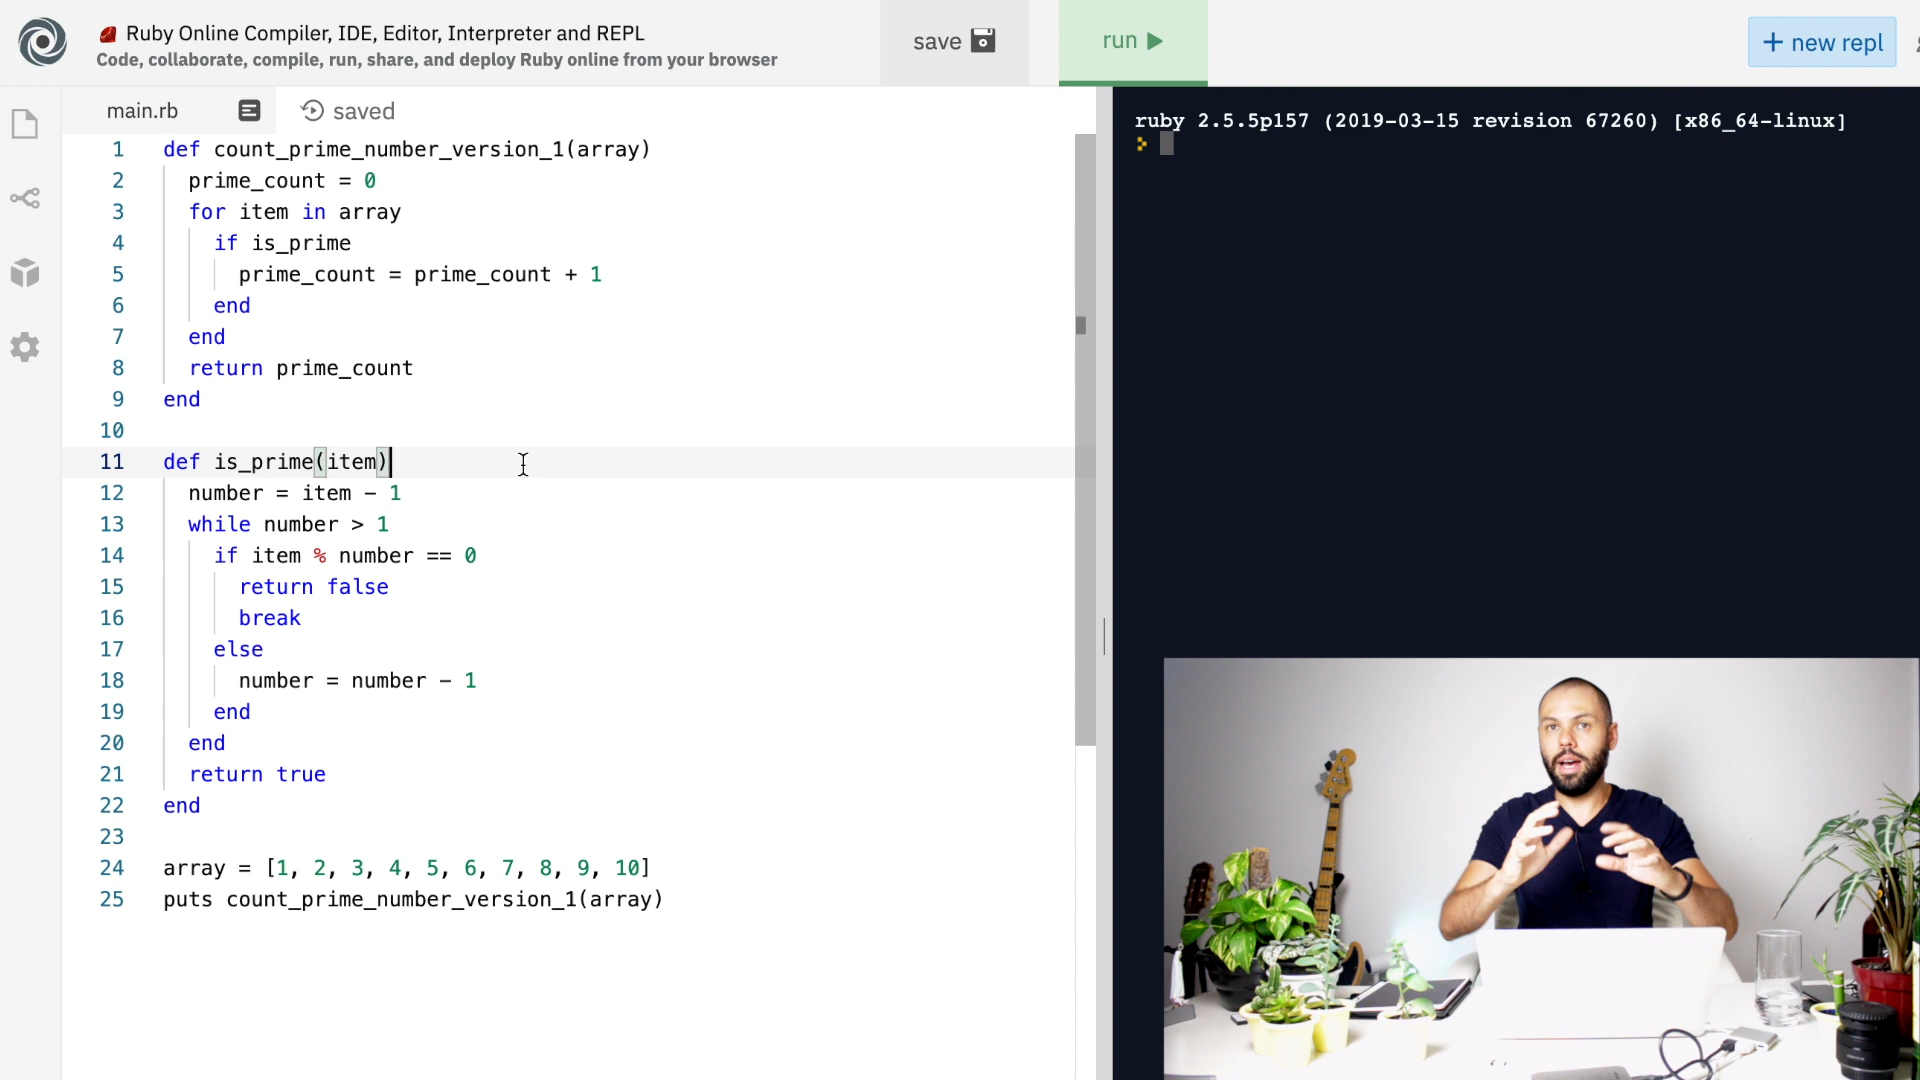 Ruby Online Compiler, IDE, Editor, Interpreter and REPL
Code, collaborate, compile, run, share, and deploy Ruby online from your browser
save
run
+ new repl
main.rb
saved
1 def count_prime_number_version_1(array)
2 prime_count = 0
3 for item in array
4 if is_prime
5 prime_count = prime_count + 1
6 end
7 end
8 return prime_count
9 end
10
11 def is_prime(item)
12 number = item - 1
13 while number > 1
14 if item % number == 0
15 return false
16 break
17 else
18 number = number - 1
19 end
20 end
21 return true
22 end
23
24 array = [1, 2, 3, 4, 5, 6, 7, 8, 9, 10]
25 puts count_prime_number_version_1(array)
ruby 2.5.5p157 (2019-03-15 revision 67260) [x86_64-linux]